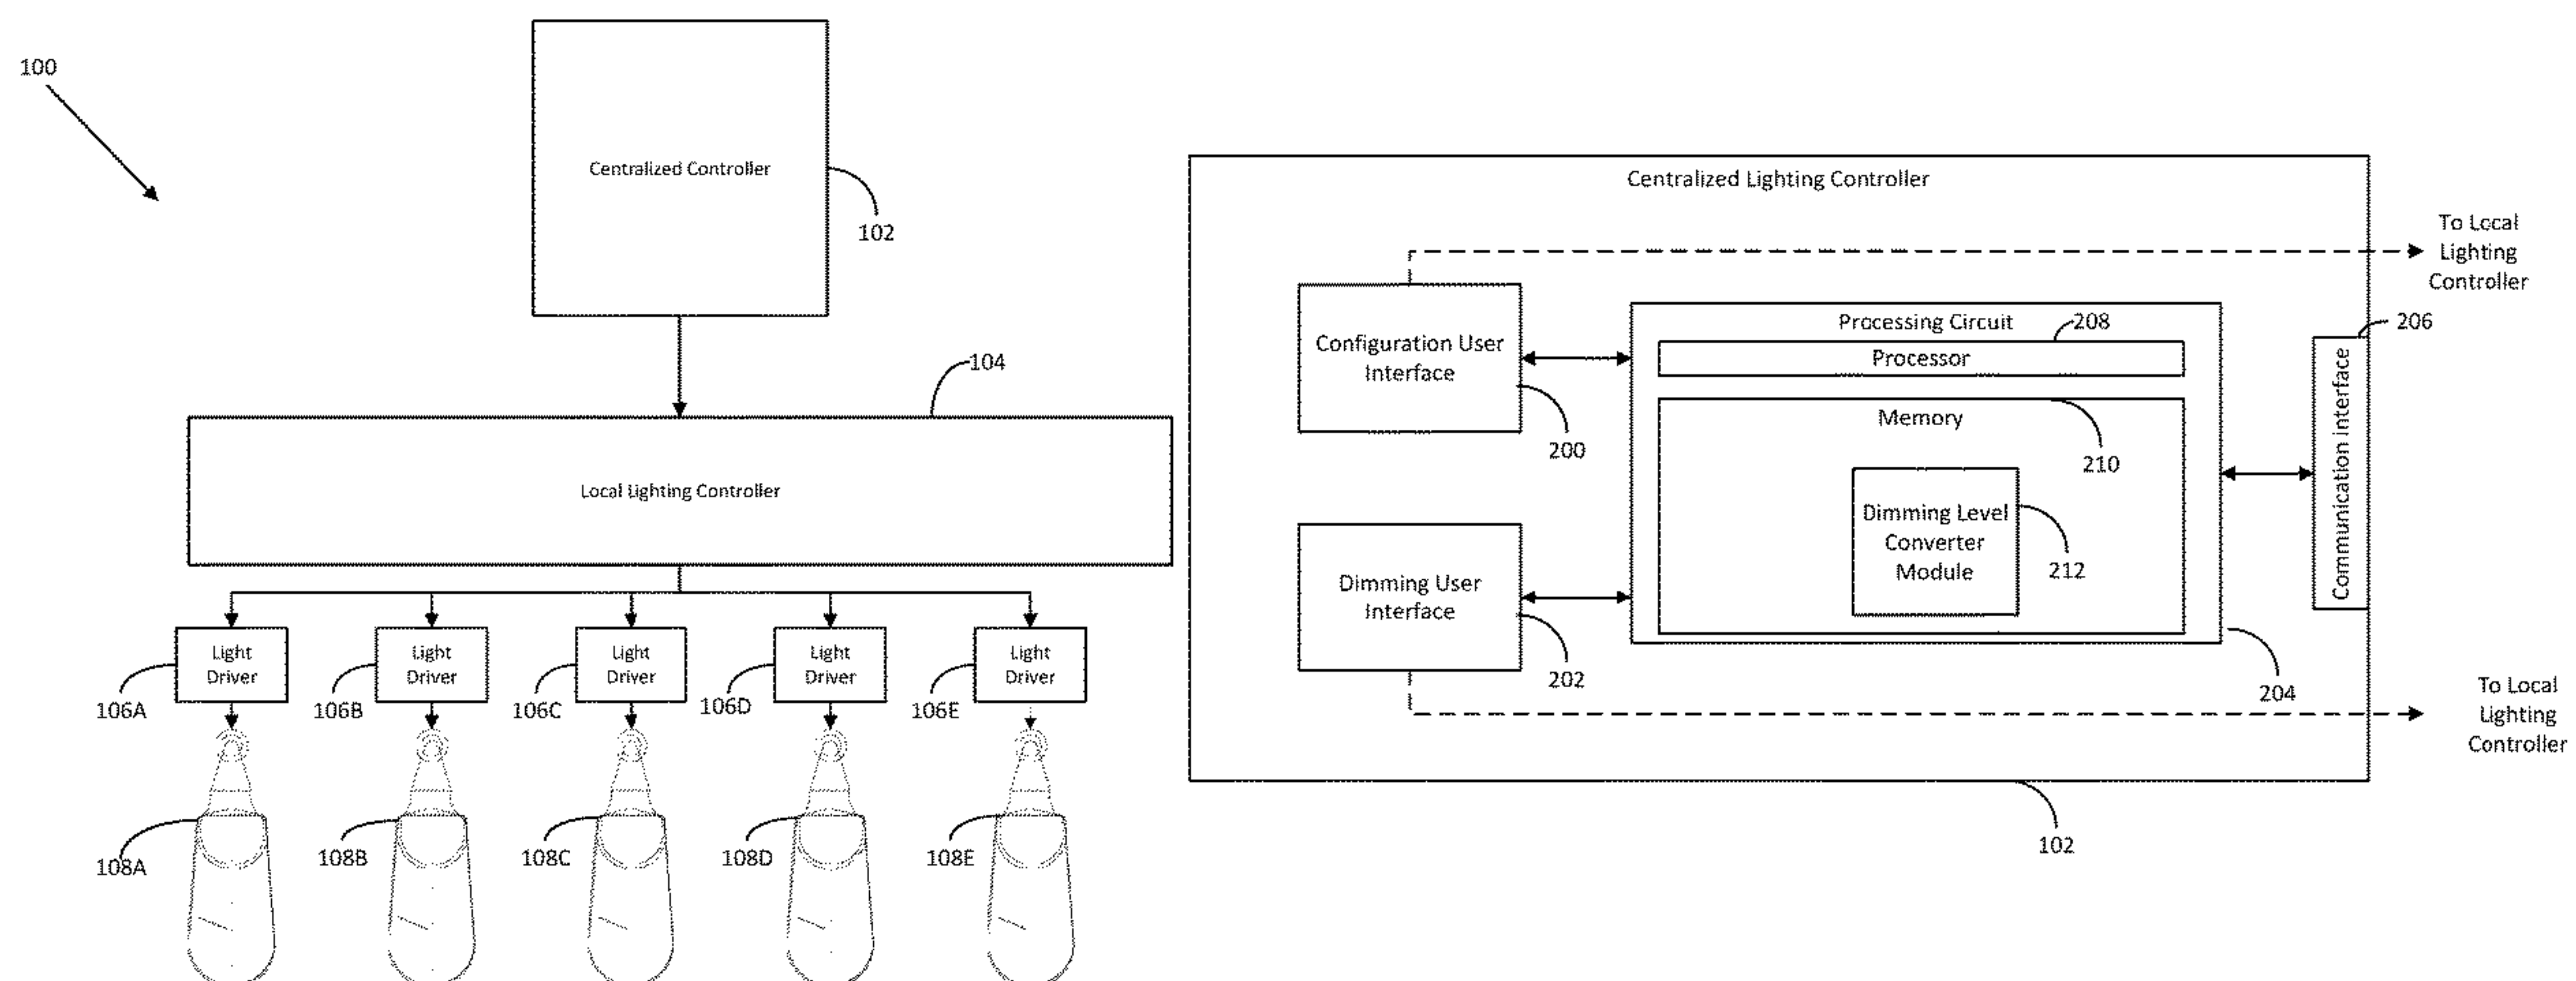 100
Centralized Controller
102
104
Local Lighting Controller
Light
Driver
Light
Driver
Light
Driver
Light
Driver
Light
Driver
106A
106B
106C
106D
106E
108A
108B
108C
108D
108E
Centralized Lighting Controller
To Local
Lighting
Controller
Configuration User
Interface
200
Processing Circuit
208
Processor
Memory
210
Dimming Level
Converter
Module
212
206
Communication Interface
Dimming User
Interface
202
204
To Local
Lighting
Controller
102